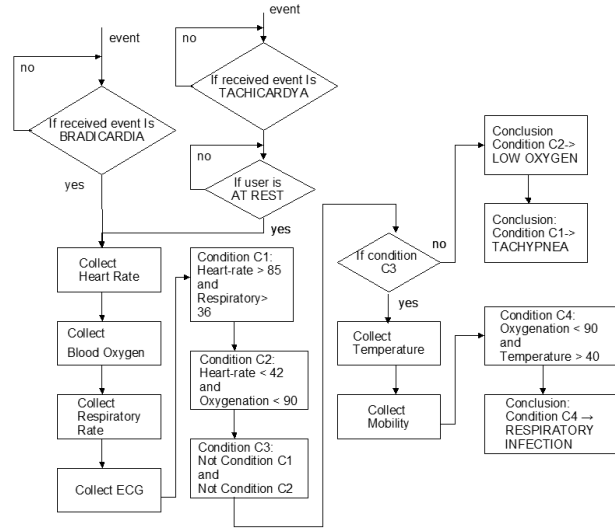 event
no
If received event Is
BRADICARDIA
yes
event
no
If received event Is
TACHICARDYA
no
If user is
AT REST
yes
Collect
Heart Rate
Collect
Blood Oxygen
Collect
Respiratory
Rate
Collect ECG
Condition C1:
Heart-rate > 85
and
Respiratory>
36
Condition C2:
Heart-rate < 42
and
Oxygenation < 90
Condition C3:
Not Condition C1
and
Not Condition C2
If condition
C3
no
yes
Conclusion
Condition C2->
LOW OXYGEN
Conclusion:
Condition C1->
TACHYPNEA
Collect
Temperature
Collect
Mobility
Condition C4:
Oxygenation < 90
and
Temperature > 40
Conclusion:
Condition C4 →
RESPIRATORY
INFECTION